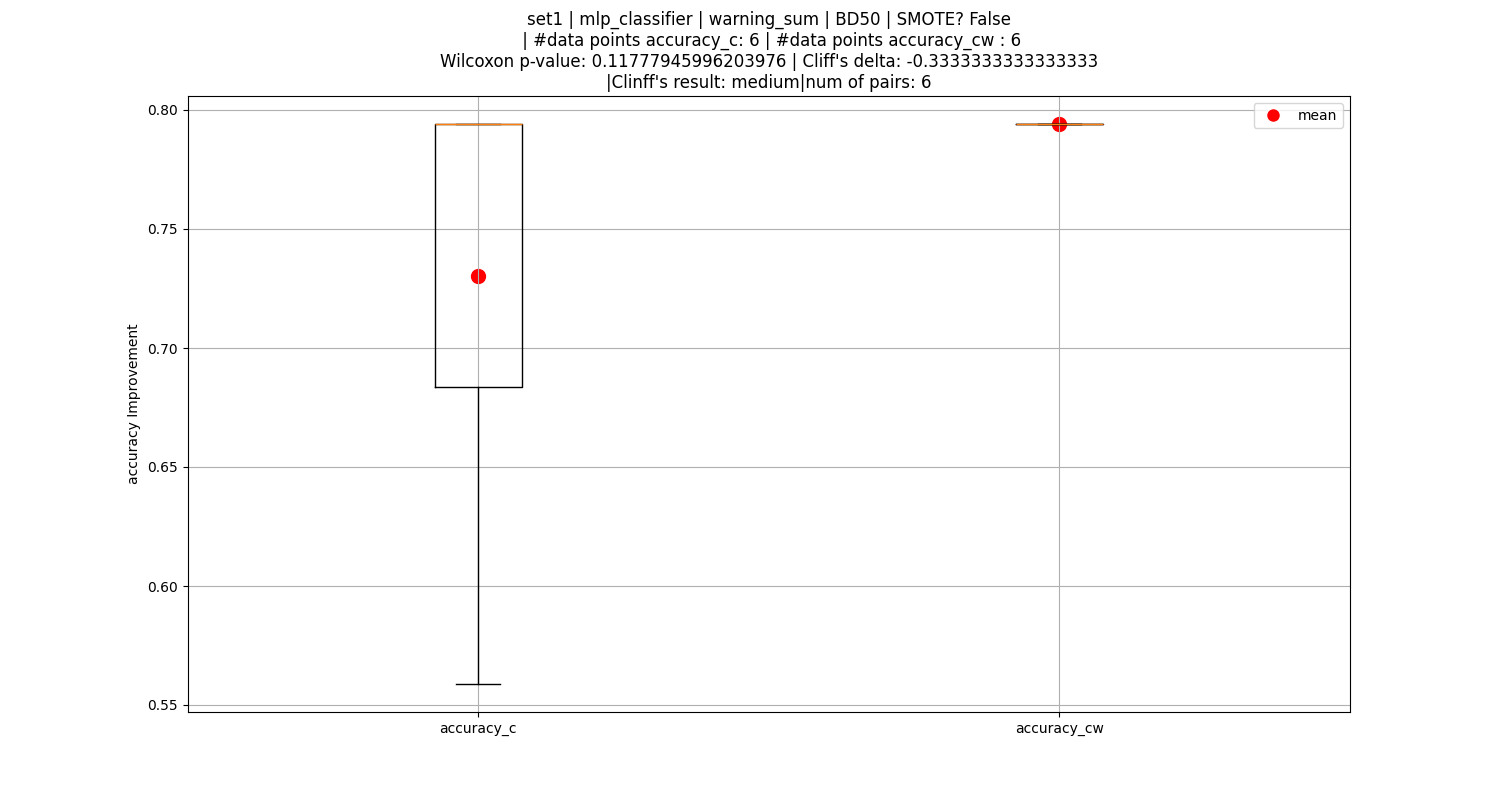 set1 | mlp_classifier | warning_sum | BD50 | SMOTE? False
| #data points accuracy_c: 6 | #data points accuracy_cw : 6
Wilcoxon p-value: 0.11777945996203976 | Cliff's delta: -0.3333333333333333
|Clinff's result: medium|num of pairs: 6
mean
accuracy Improvement
0.80
0.75
0.70
0.65
0.60
0.55
accuracy_c
accuracy_cw